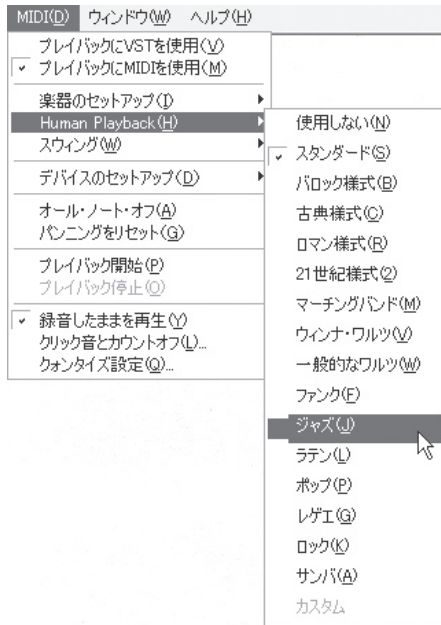 MIDI(D) ウィンドウ(W) ヘルプ(H)
プレイバックにVSTを使用(V)
プレイバックにMIDIを使用(M)
楽器のセットアップ(I)
Human Playback(H)
スウィング(W)
デバイスのセットアップ(D)
オール・ノート・オフ(A)
パンニングをリセット(G)
プレイバック開始(P)
プレイバック停止(O)
録音したままを再生(Y)
クリック音とカウントオフ(L)...
クォンタイズ設定(Q)...
使用しない(N)
スタンダード(S)
バロック様式(B)
古典様式(C)
ロマン様式(R)
21世紀様式(2)
マーチングバンド(M)
ウィンナ・ワルツ(V)
一般的なワルツ(W)
ファンク(F)
ジャズ(J)
ラテン(L)
ポップ(P)
レゲエ(G)
ロック(K)
サンバ(A)
カスタム